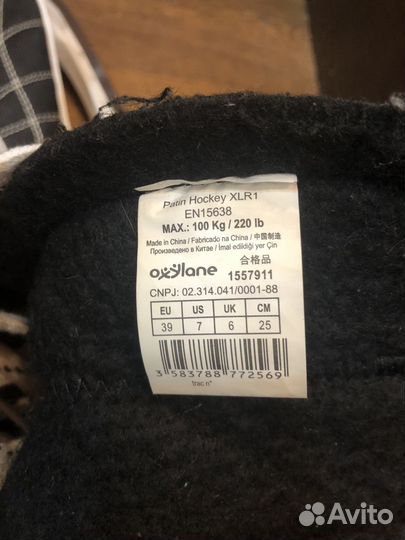 Patin Hockey XLR1
EN15638
MAX.: 100 Kg / 220 lb
Made in China / Fabricado na China / 中国制造
Произведено в Китае / Imal edildiği yer Çin
合格品
oxylane 1557911
CNPJ: 02.314.041/0001-88
EU US UK CM
39 7 6 25
3 583788 772569
trac n°
Avito